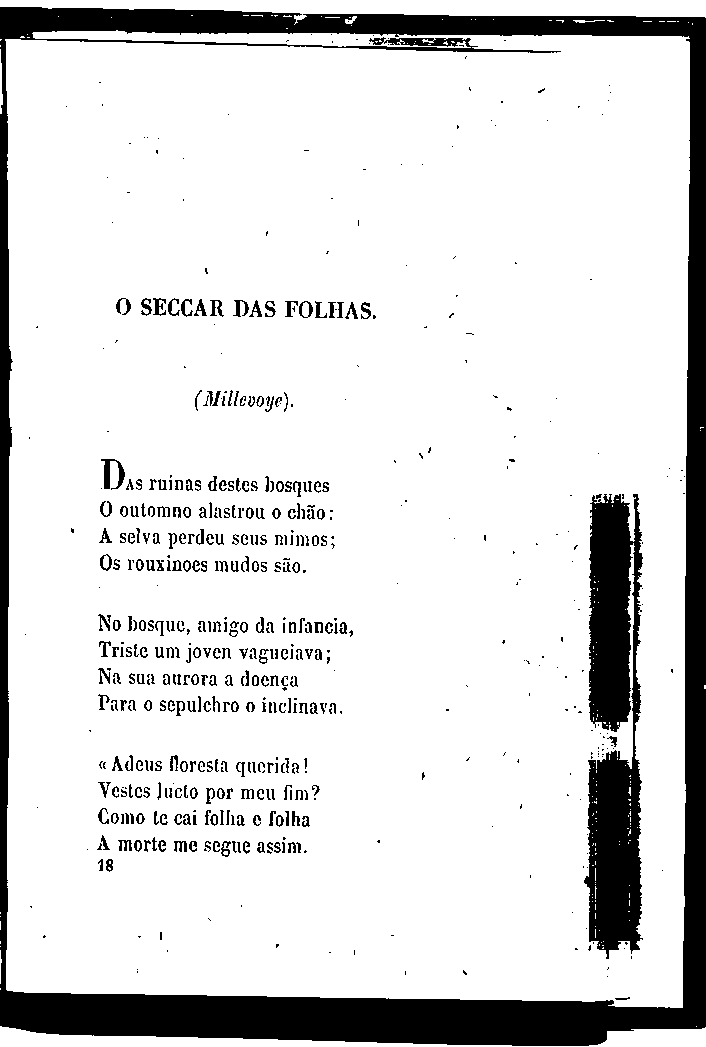 O SECCAR DAS FOLHAS.
(Millevoye).
DAS ruinas destes bosques
O outomno alastrou o chão:
A selva perdeu seus mimos;
Os rouxinoes mudos são.
No bosque, amigo da infancia,
Triste um joven vagueiava;
Na sua aurora a doença
Para o sepulchro o inclinava.
« Adeus floresta querida!
Vestes lucto por meu fim?
Como te cai folha e folha
A morte me segue assim.
18